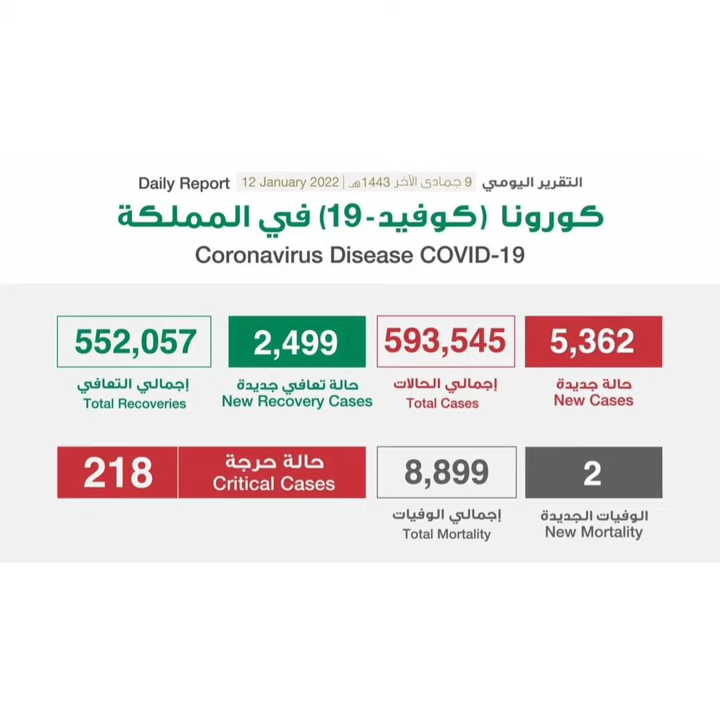 التقرير اليومي 9 جمادى الآخر 1443هـ | 12 January 2022 Daily Report
كورونا (كوفيد-19) في المملكة
Coronavirus Disease COVID-19
5,362
حالة جديدة
New Cases
593,545
إجمالي الحالات
Total Cases
2,499
حالة تعافي جديدة
New Recovery Cases
552,057
إجمالي التعافي
Total Recoveries
2
الوفيات الجديدة
New Mortality
8,899
إجمالي الوفيات
Total Mortality
حالة حرجة
Critical Cases
218